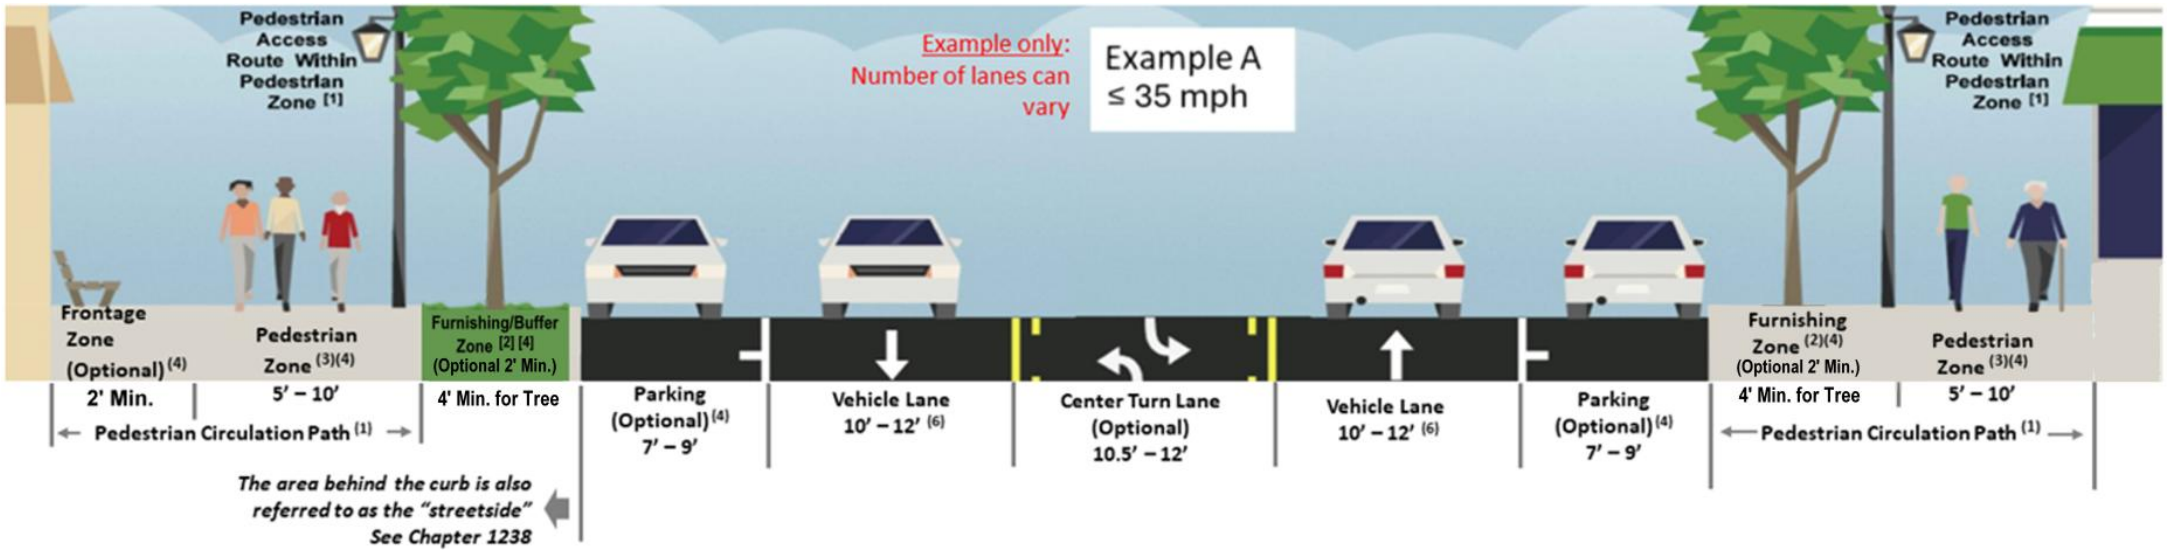 Pedestrian
Access
Route Within
Pedestrian
Zone [1]
Example only:
Number of lanes can
vary
Example A
≤ 35 mph
Pedestrian
Access
Route Within
Pedestrian
Zone [1]
Frontage
Zone
(Optional) (4)
2' Min.
Pedestrian
Zone (3)(4)
5' – 10'
Pedestrian Circulation Path (1)
Furnishing/Buffer
Zone [2] [4]
(Optional 2' Min.)
4' Min. for Tree
Parking
(Optional) (4)
7' – 9'
Vehicle Lane
10' – 12' (6)
Center Turn Lane
(Optional)
10.5' – 12'
Vehicle Lane
10' – 12' (6)
Parking
(Optional) (4)
7' – 9'
Furnishing
Zone (2)(4)
(Optional 2' Min.)
4' Min. for Tree
Pedestrian
Zone (3)(4)
5' – 10'
Pedestrian Circulation Path (1)
The area behind the curb is also
referred to as the “streetside”
See Chapter 1238